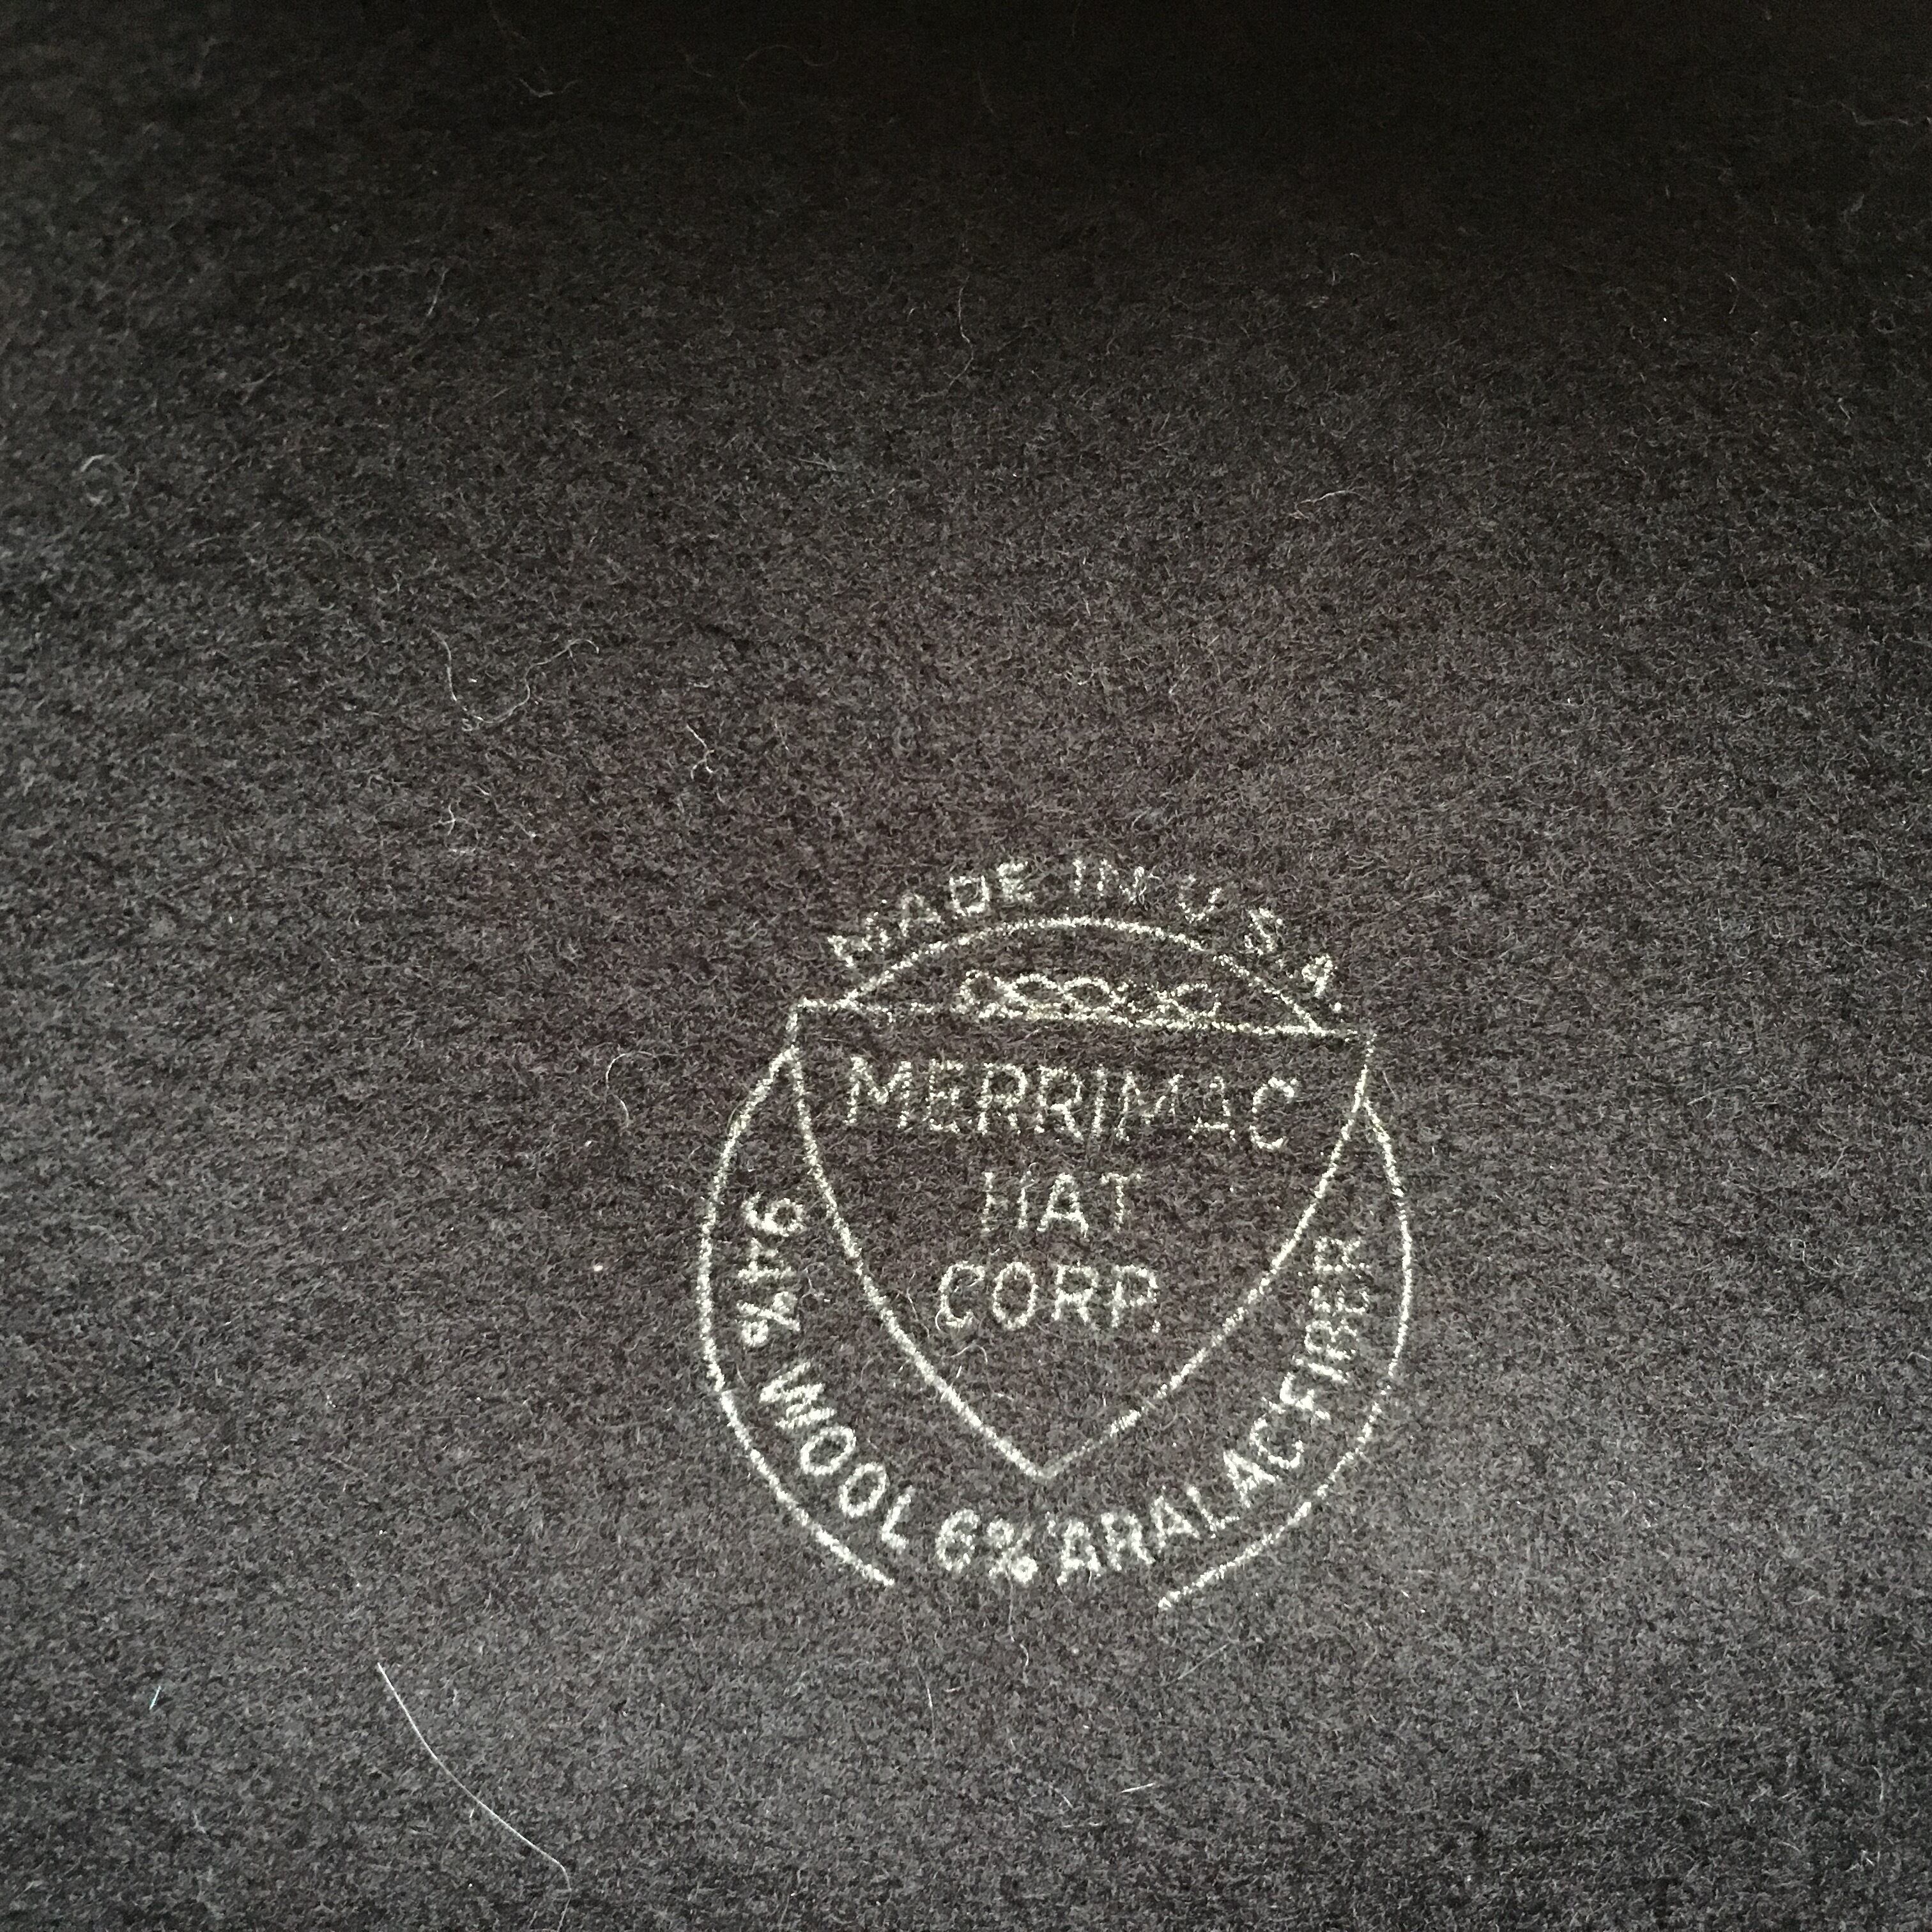 MADE IN U.S.A.
MERRIMAC
HAT
CORP.
94% WOOL 6% ARALAC FIBER